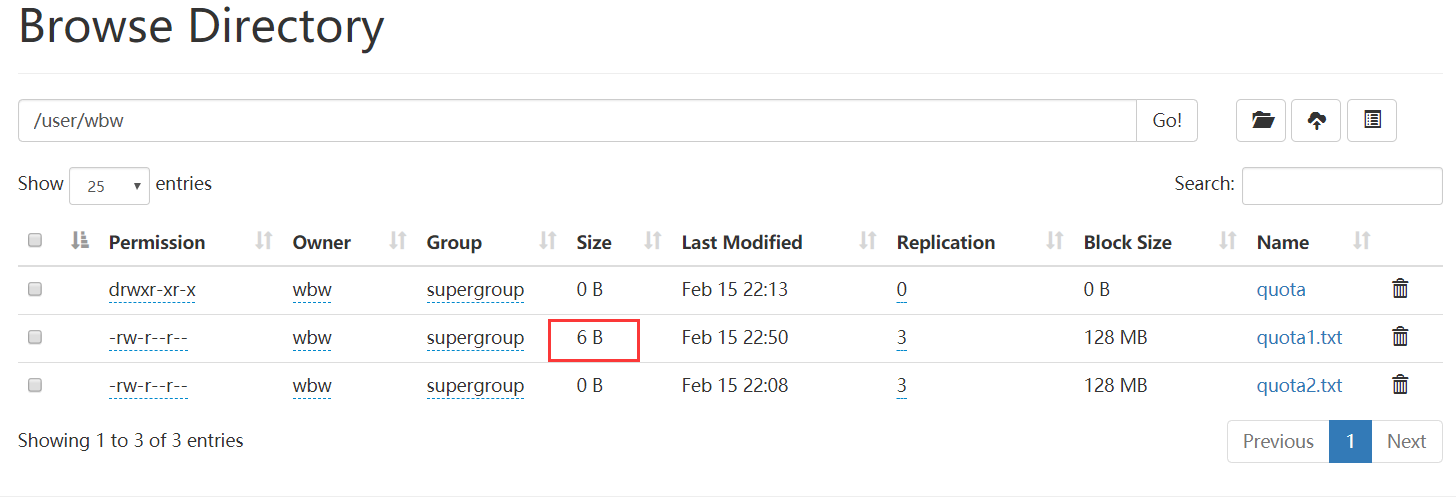 Browse Directory
/user/wbw Go!
Show 25 entries Search:
Permission Owner Group Size Last Modified Replication Block Size Name
drwxr-xr-x wbw supergroup 0 B Feb 15 22:13 0 0 B quota
-rw-r--r-- wbw supergroup 6 B Feb 15 22:50 3 128 MB quota1.txt
-rw-r--r-- wbw supergroup 0 B Feb 15 22:08 3 128 MB quota2.txt
Showing 1 to 3 of 3 entries Previous 1 Next